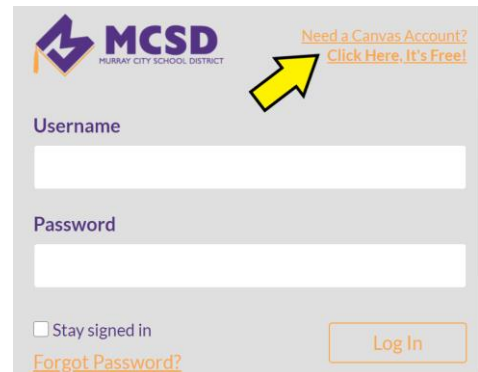 MCSD
MURRAY CITY SCHOOL DISTRICT
Need a Canvas Account?
Click Here, It's Free!
Username
Password
Stay signed in
Log In
Forgot Password?